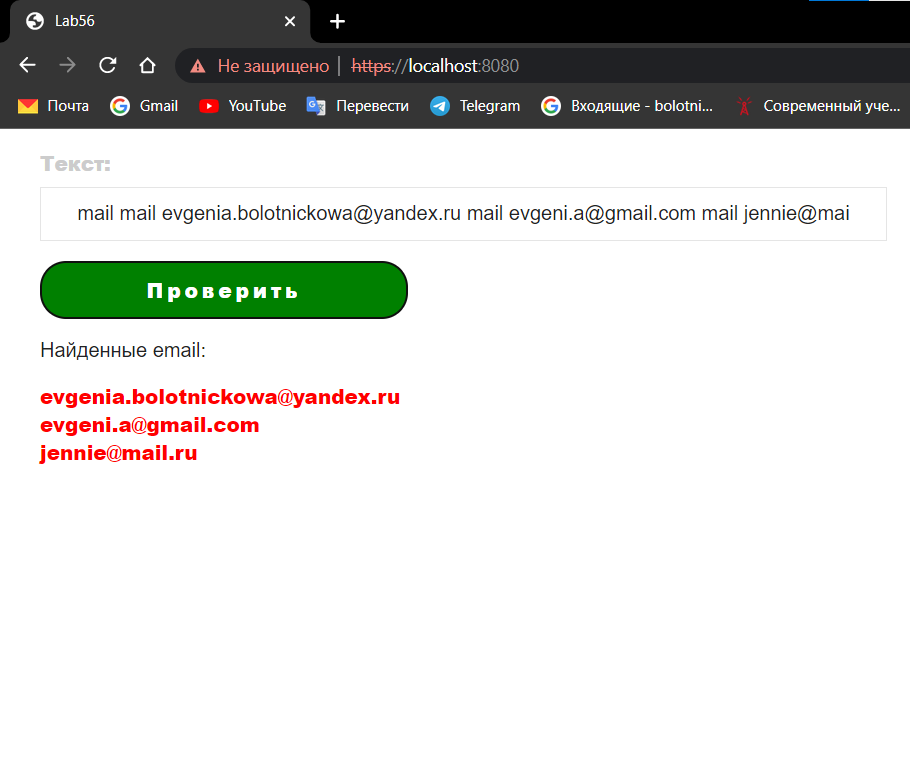 Lab56
Не защищено | https://localhost:8080
Почта Gmail YouTube Перевести Telegram Входящие - bolotni... Современный уче...
Текст:
mail mail evgenia.bolotnickowa@yandex.ru mail evgeni.a@gmail.com mail jennie@mai
Проверить
Найденные email:
evgenia.bolotnickowa@yandex.ru
evgeni.a@gmail.com
jennie@mail.ru